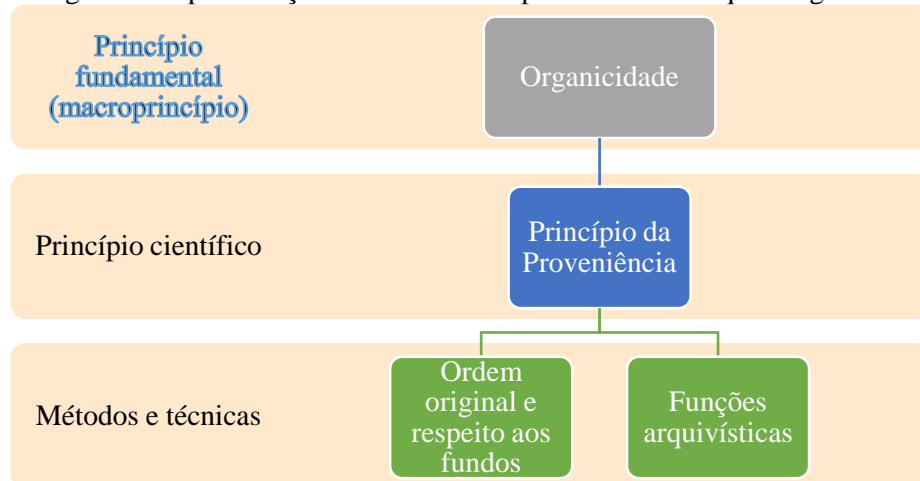 Princípio
fundamental
(macroprincípio)
Organicidade
Princípio científico
Princípio da
Proveniência
Métodos e técnicas
Ordem
original e
respeito aos
fundos
Funções
arquivísticas